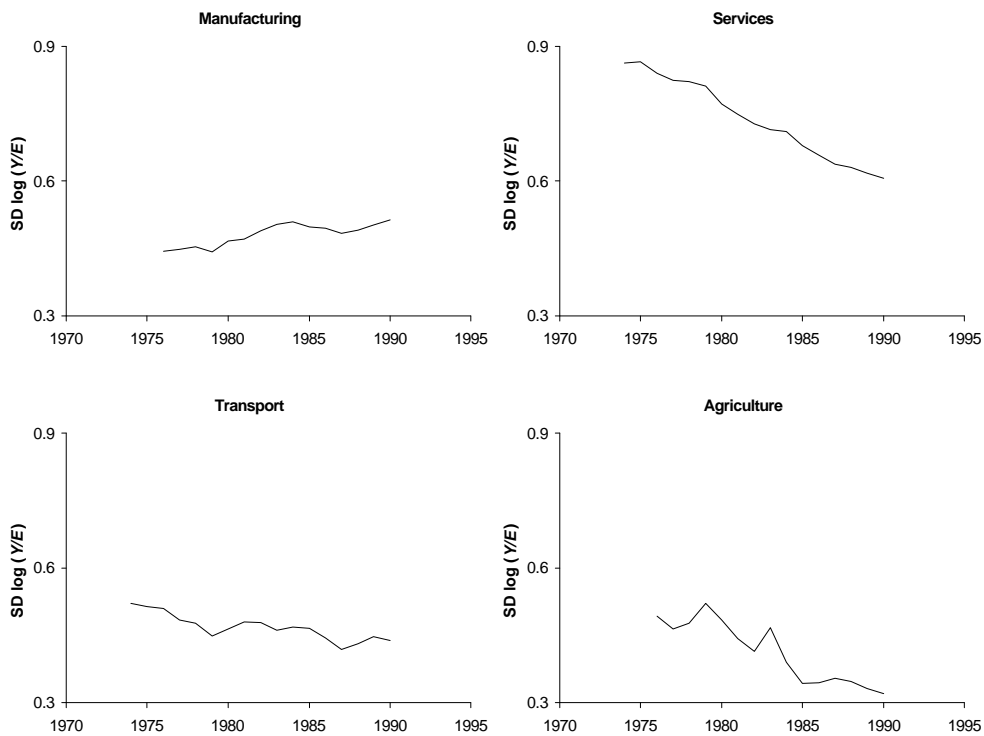 Manufacturing
0.9
0.6
0.3
SD log (Y/E)
1970 1975 1980 1985 1990 1995
Services
0.9
0.6
0.3
SD log (Y/E)
1970 1975 1980 1985 1990 1995
Transport
0.9
0.6
0.3
SD log (Y/E)
1970 1975 1980 1985 1990 1995
Agriculture
0.9
0.6
0.3
SD log (Y/E)
1970 1975 1980 1985 1990 1995